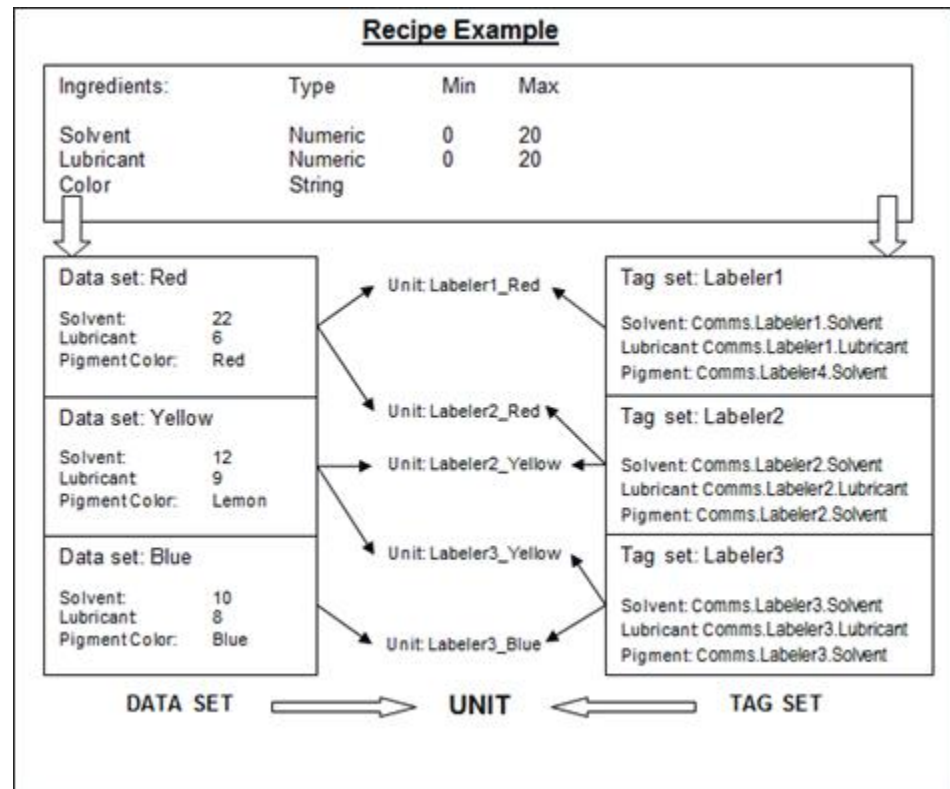 Recipe Example
Ingredients: Type Min Max
Solvent Numeric 0 20
Lubricant Numeric 0 20
Color String
Data set: Red
Solvent: 22
Lubricant 6
Pigment Color: Red
Data set: Yellow
Solvent: 12
Lubricant 9
Pigment Color: Lemon
Data set: Blue
Solvent: 10
Lubricant 8
Pigment Color: Blue
Unit: Labeler1_Red
Unit: Labeler2_Red
Unit: Labeler2_Yellow
Unit: Labeler3_Yellow
Unit: Labeler3_Blue
Tag set: Labeler1
Solvent: Comms.Labeler1.Solvent
Lubricant: Comms.Labeler1.Lubricant
Pigment: Comms.Labeler4.Solvent
Tag set: Labeler2
Solvent: Comms.Labeler2.Solvent
Lubricant: Comms.Labeler2.Lubricant
Pigment: Comms.Labeler2.Solvent
Tag set: Labeler3
Solvent: Comms.Labeler3.Solvent
Lubricant: Comms.Labeler3.Lubricant
Pigment: Comms.Labeler3.Solvent
DATA SET UNIT TAG SET